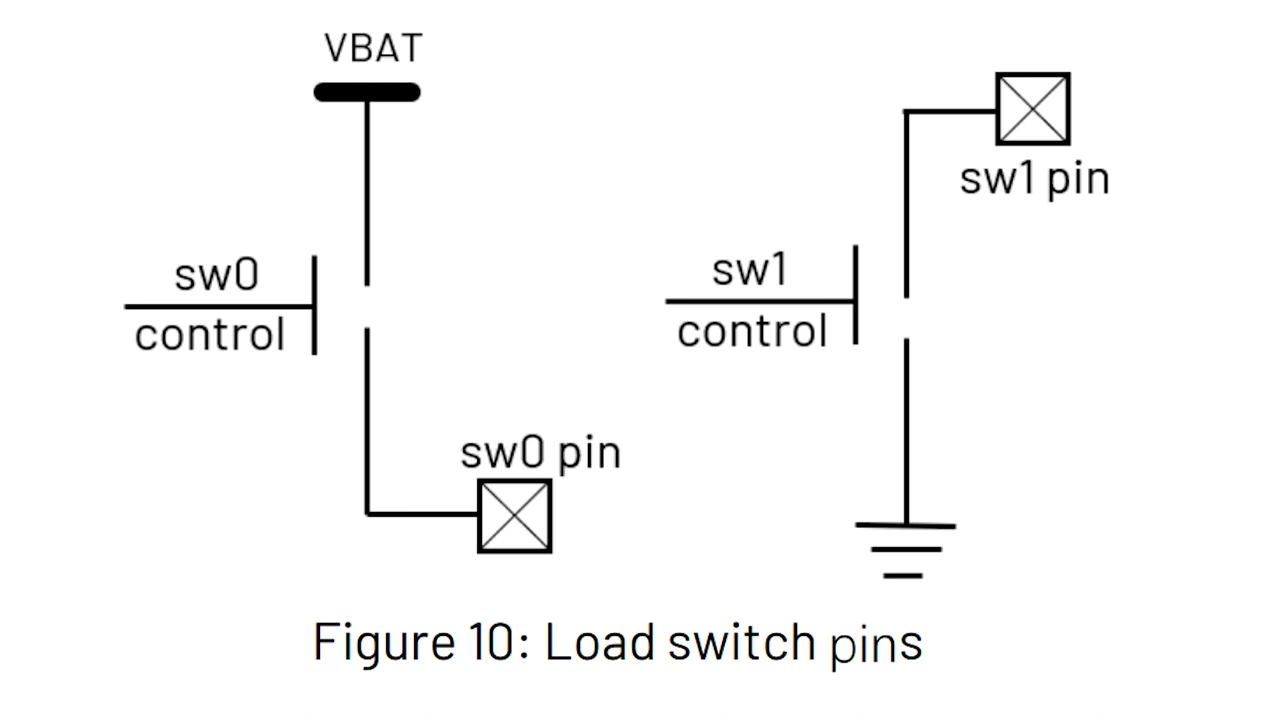 VBAT
sw0
control
sw0 pin
sw1 pin
sw1
control
Figure 10: Load switch pins